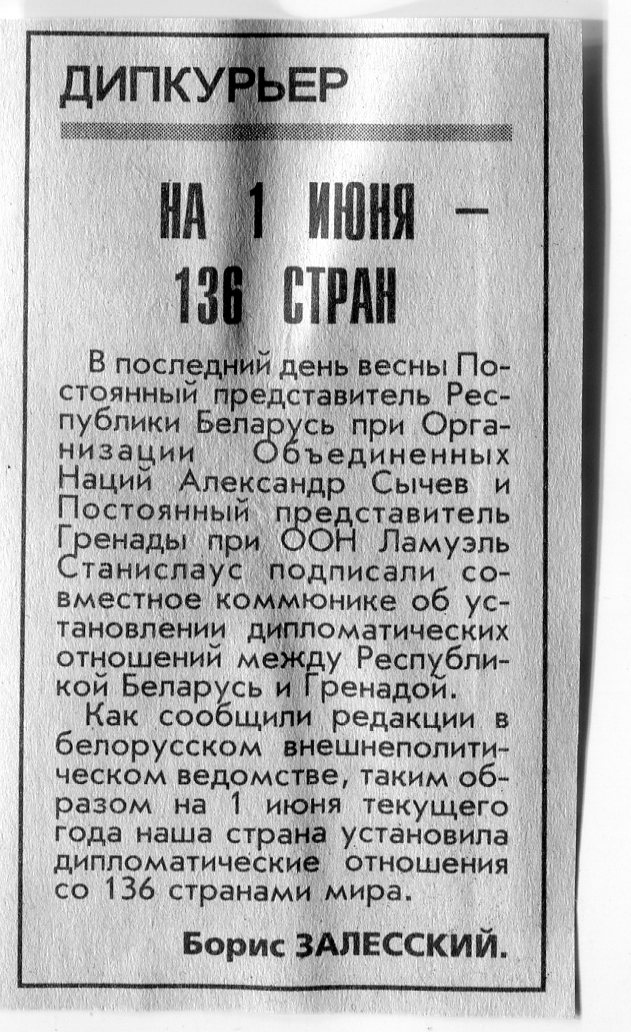 ДИПКУРЬЕР
НА 1 ИЮНЯ –
136 СТРАН
В последний день весны По-
стоянный представитель Рес-
публики Беларусь при Орга-
низации Объединенных
Наций Александр Сычев и
Постоянный представитель
Гренады при ООН Ламуэль
Станислаус подписали со-
вместное коммюнике об ус-
тановлении дипломатических
отношений между Республи-
кой Беларусь и Гренадой.
Как сообщили редакции в
белорусском внешнеполити-
ческом ведомстве, таким об-
разом на 1 июня текущего
года наша страна установила
дипломатические отношения
со 136 странами мира.
Борис ЗАЛЕССКИЙ.